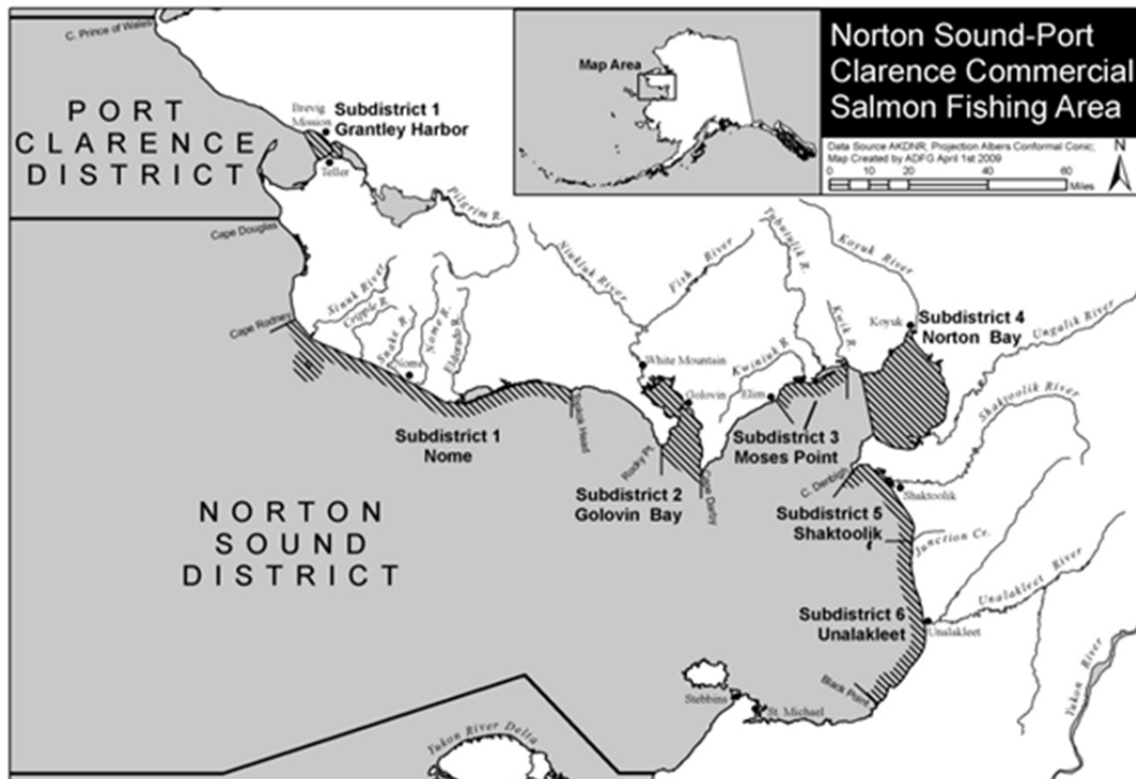 Norton Sound-Port
Clarence Commercial
Salmon Fishing Area
Data Source AKDNR; Projection Albers Conformal Conic;
Map Created by ADFG April 1st 2009
N
0 10 20 40 60
Miles
Map Area
C. Prince of Wales
PORT
CLARENCE
DISTRICT
Brevig
Mission
Subdistrict 1
Grantley Harbor
Teller
Pilgrim R.
Cape Douglas
Cape Rodney
Sinuk River
Cripple R.
Snake R.
Nome R.
Eldorado R.
Nome
Subdistrict 1
Nome
Topkok Head
Niukluk River
Fish River
Tubutulik R.
Koyuk River
Kwik R.
Kwiniuk R.
White Mountain
Golovin
Elim
Koyuk
Subdistrict 4
Norton Bay
Ungalik River
Shaktoolik River
Rocky Pt.
Cape Darby
Subdistrict 2
Golovin Bay
Subdistrict 3
Moses Point
C. Denbigh
Shaktoolik
Subdistrict 5
Shaktoolik
Junction Cr.
NORTON
SOUND
DISTRICT
Unalakleet River
Subdistrict 6
Unalakleet
Unalakleet
Black Point
Stebbins
St. Michael
Yukon River Delta
Yukon River